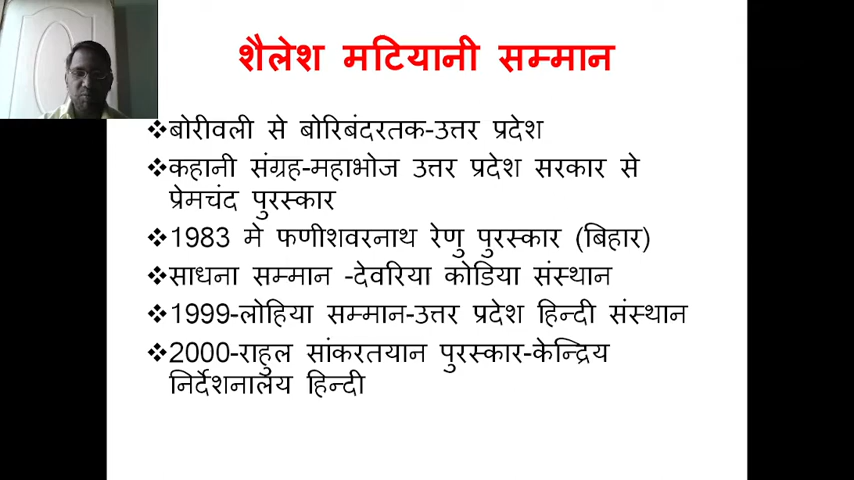 शैलेश मटियानी सम्मान
❖बोरीवली से बोरिबंदरतक-उत्तर प्रदेश
❖कहानी संग्रह-महाभोज उत्तर प्रदेश सरकार से
प्रेमचंद पुरस्कार
❖1983 मे फणीशवरनाथ रेणु पुरस्कार (बिहार)
❖साधना सम्मान -देवरिया कोडिया संस्थान
❖1999-लोहिया सम्मान-उत्तर प्रदेश हिन्दी संस्थान
❖2000-राहुल सांकरतयान पुरस्कार-केन्द्रिय
निर्देशनालय हिन्दी